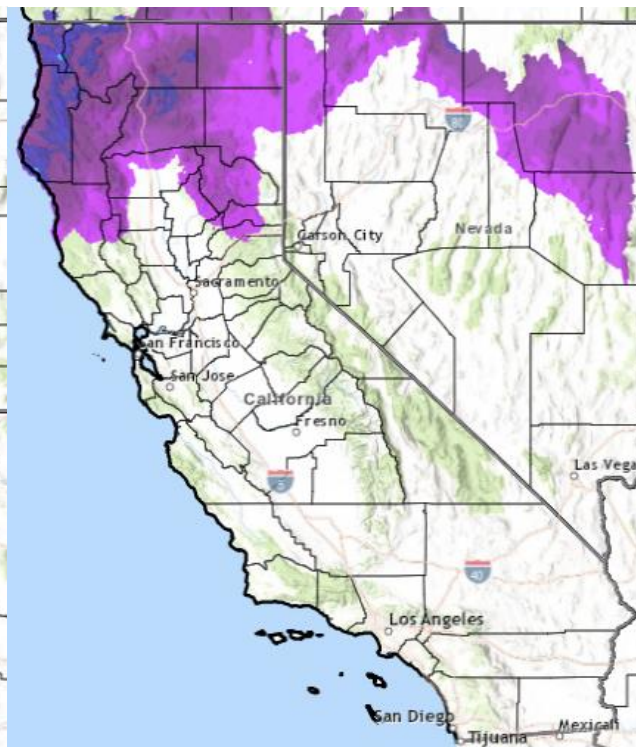 80
Nevada
Carson City
Sacramento
San Francisco
San Jose
California
Fresno
5
Las Vega
40
Los Angeles
San Diego
Tijuana
Mexicali